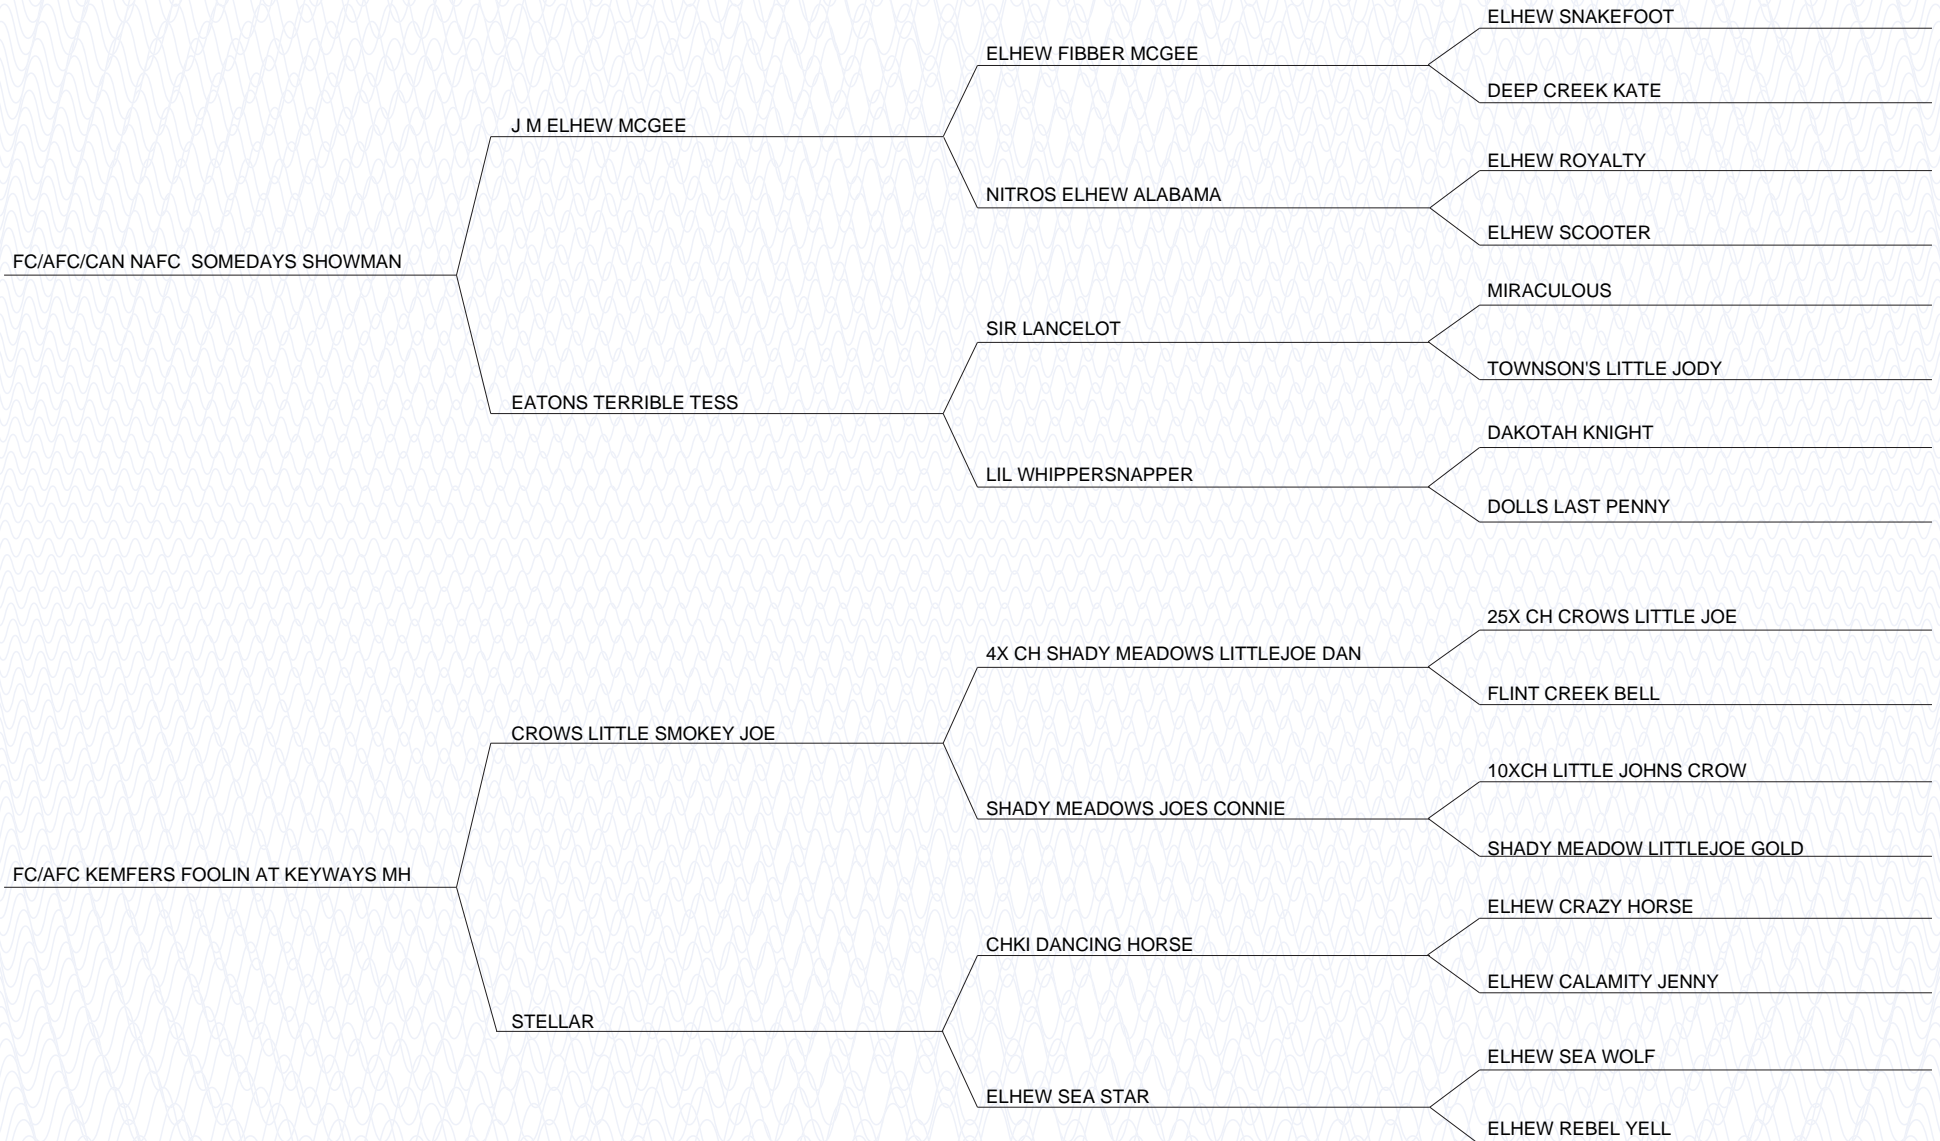 ELHEW SNAKEFOOT
ELHEW FIBBER MCGEE
DEEP CREEK KATE
J M ELHEW MCGEE
ELHEW ROYALTY
NITROS ELHEW ALABAMA
ELHEW SCOOTER
FC/AFC/CAN NAFC  SOMEDAYS SHOWMAN
MIRACULOUS
SIR LANCELOT
TOWNSON'S LITTLE JODY
EATONS TERRIBLE TESS
DAKOTAH KNIGHT
LIL WHIPPERSNAPPER
DOLLS LAST PENNY
25X CH CROWS LITTLE JOE
4X CH SHADY MEADOWS LITTLEJOE DAN
FLINT CREEK BELL
CROWS LITTLE SMOKEY JOE
10XCH LITTLE JOHNS CROW
SHADY MEADOWS JOES CONNIE
SHADY MEADOW LITTLEJOE GOLD
FC/AFC KEMFERS FOOLIN AT KEYWAYS MH
ELHEW CRAZY HORSE
CHKI DANCING HORSE
ELHEW CALAMITY JENNY
STELLAR
ELHEW SEA WOLF
ELHEW SEA STAR
ELHEW REBEL YELL